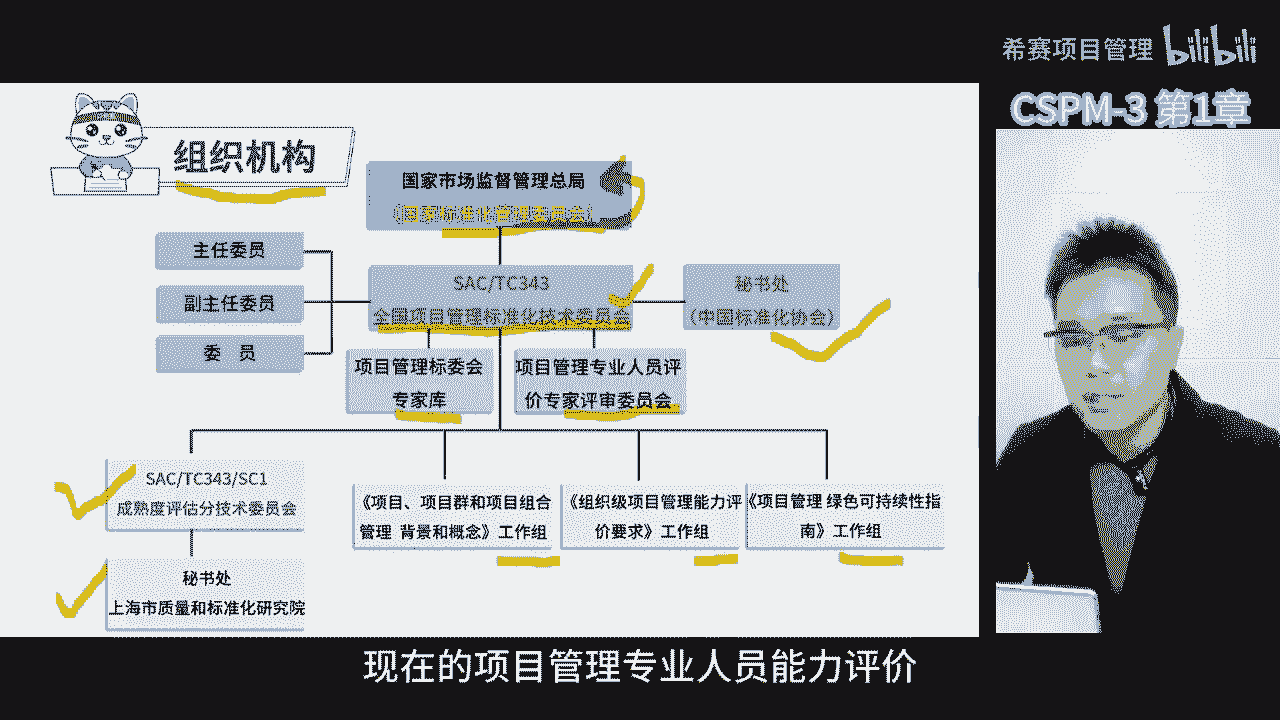 希赛项目管理 bilibili
CSPM-3 第1章
组织机构
国家市场监督管理总局
（国家标准化管理委员会）
主任委员
副主任委员
委 员
SAC/TC343
全国项目管理标准化技术委员会
秘书处
（中国标准化协会）
项目管理标委会
专家库
项目管理专业人员评
价专家评审委员会
SAC/TC343/SC1
成熟度评估分技术委员会
秘书处
上海市质量和标准化研究院
《项目、项目群和项目组合
管理 背景和概念》工作组
《组织级项目管理能力评
价要求》工作组
《项目管理 绿色可持续性指
南》工作组
现在的项目管理专业人员能力评价